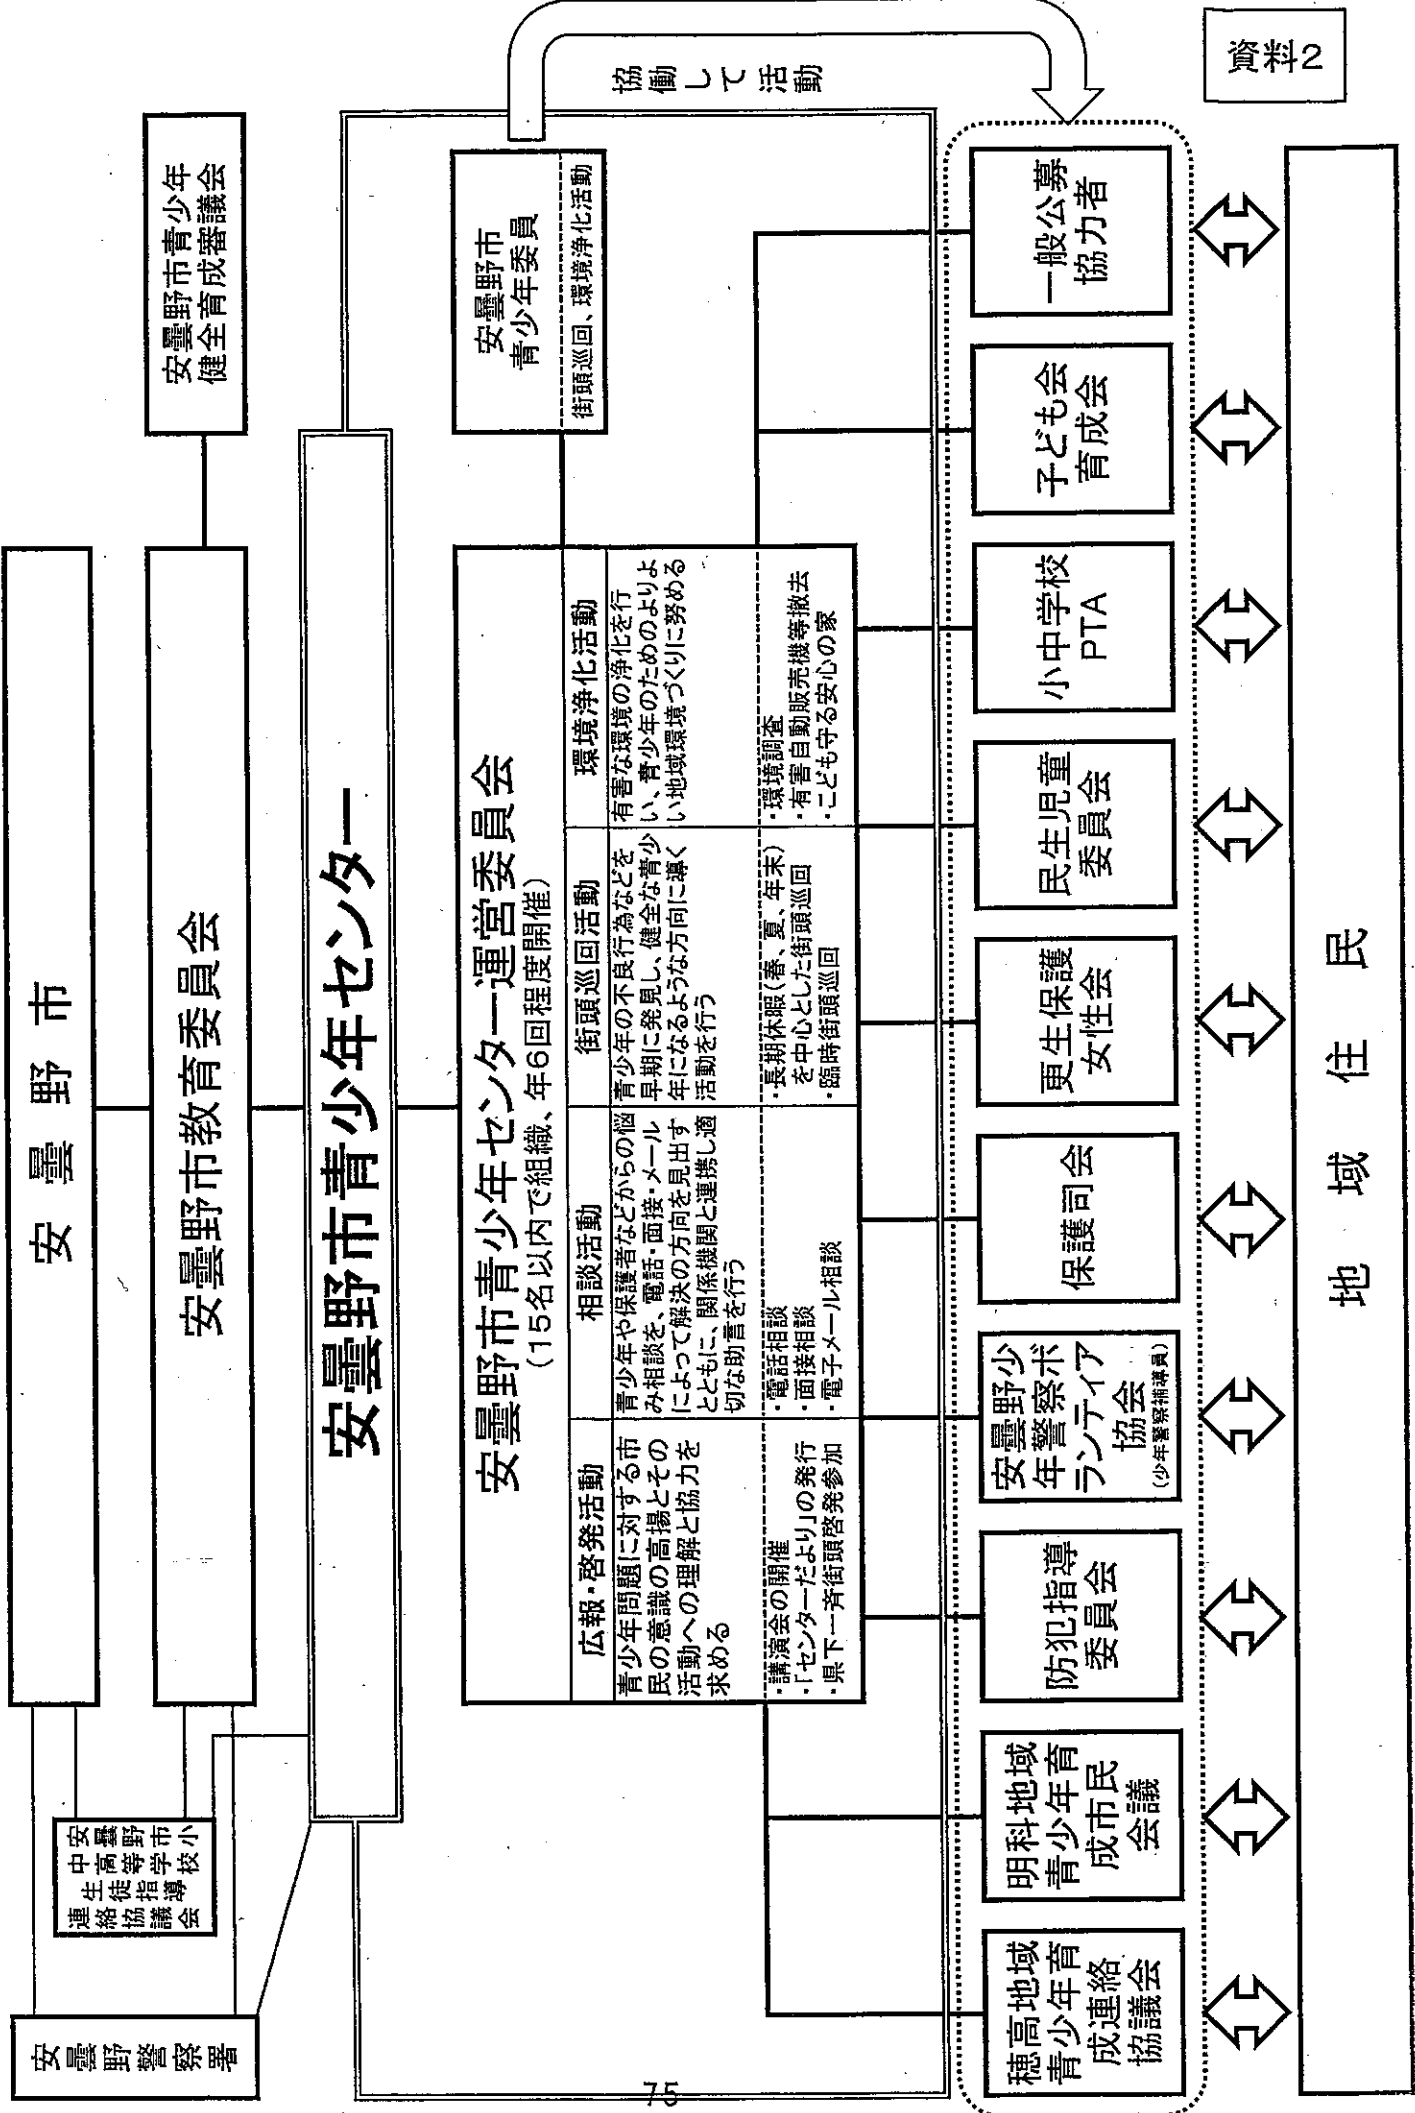 資料2
安曇野市
安曇野警察署
安曇野市小
中高等学校
生徒指導
連絡協議会
安曇野市教育委員会
安曇野市青少年
健全育成審議会
安曇野市青少年センター
協働して活動
安曇野市青少年センター運営委員会
(15名以内で組織、年6回程度開催)
安曇野市
青少年委員
街頭巡回、環境浄化活動
広報・啓発活動
青少年問題に対する市
民の意識の高揚とその
活動への理解と協力を
求める
・講演会の開催
・「センターだより」の発行
・県下一斉街頭啓発参加
相談活動
青少年や保護者などからの悩
み相談を、電話・面接・メール
によって解決の方向を見出す
とともに、関係機関と連携し適
切な助言を行う
・電話相談
・面接相談
・電子メール相談
街頭巡回活動
青少年の不良行為などを
早期に発見し、健全な青少
年になるような方向に導く
活動を行う
・長期休暇(春、夏、年末)
を中心とした街頭巡回
・臨時街頭巡回
環境浄化活動
有害な環境の浄化を行
い、青少年のためのよりよ
い地域環境づくりに努める
・環境調査
・有害自動販売機等撤去
・こども守る安心の家
穂高地域
青少年育
成連絡
協議会
明科地域
青少年育
成市民
会議
防犯指導
委員会
安曇野少
年警察ボ
ランティア
協会
(少年警察補導員)
保護司会
更生保護
女性会
民生児童
委員会
小中学校
PTA
子ども会
育成会
一般公募
協力者
地域住民
75